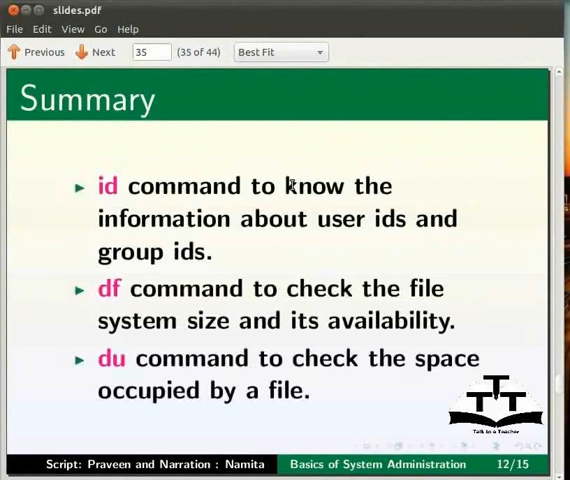 slides.pdf
File Edit View Go Help
Previous Next 35 (35 of 44) Best Fit
Summary
id command to know the
information about user ids and
group ids.
df command to check the file
system size and its availability.
du command to check the space
occupied by a file.
TTT
Talk to a Teacher
Script: Praveen and Narration : Namita Basics of System Administration 12/15